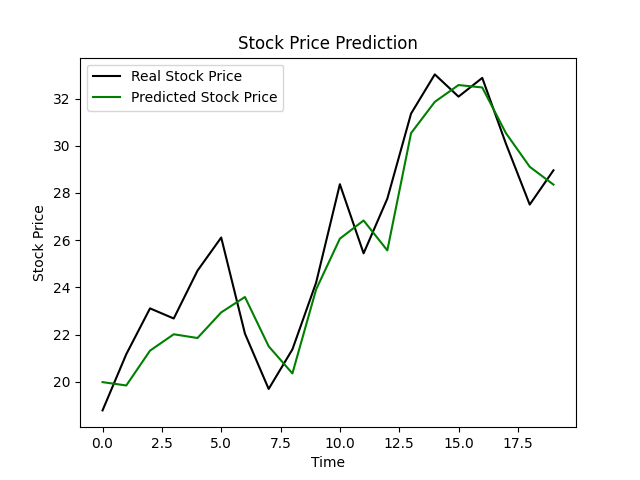 Stock Price Prediction
Real Stock Price
Predicted Stock Price
32
30
28
26
24
22
20
Stock Price
0.0 2.5 5.0 7.5 10.0 12.5 15.0 17.5
Time